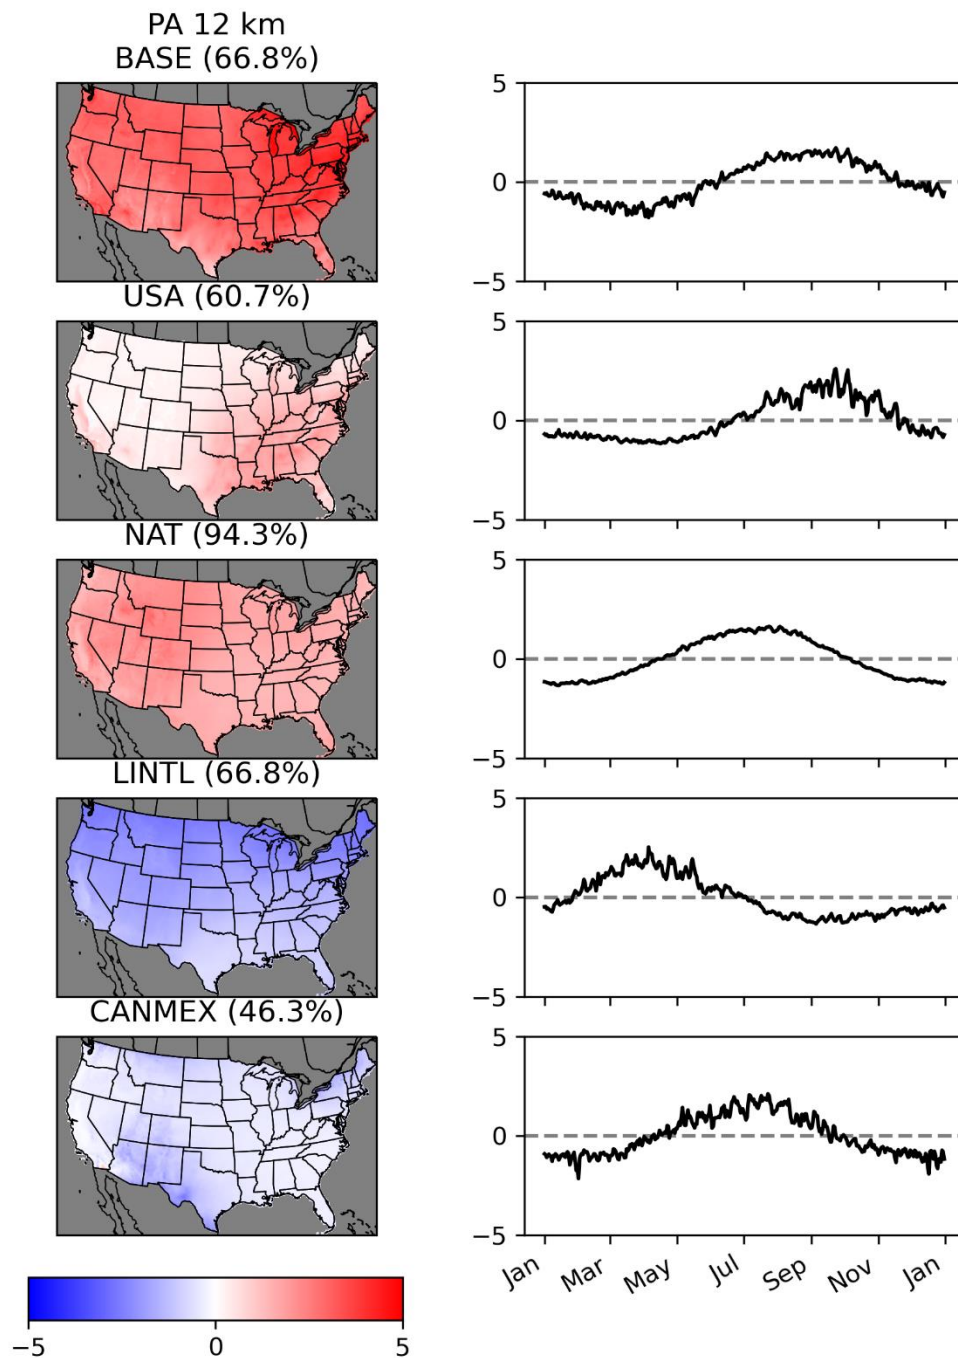 PA 12 km
BASE (66.8%)
5
0
−5
USA (60.7%)
5
0
−5
NAT (94.3%)
5
0
−5
LINTL (66.8%)
5
0
−5
CANMEX (46.3%)
5
0
−5
Jan Mar May Jul Sep Nov Jan
−5 0 5